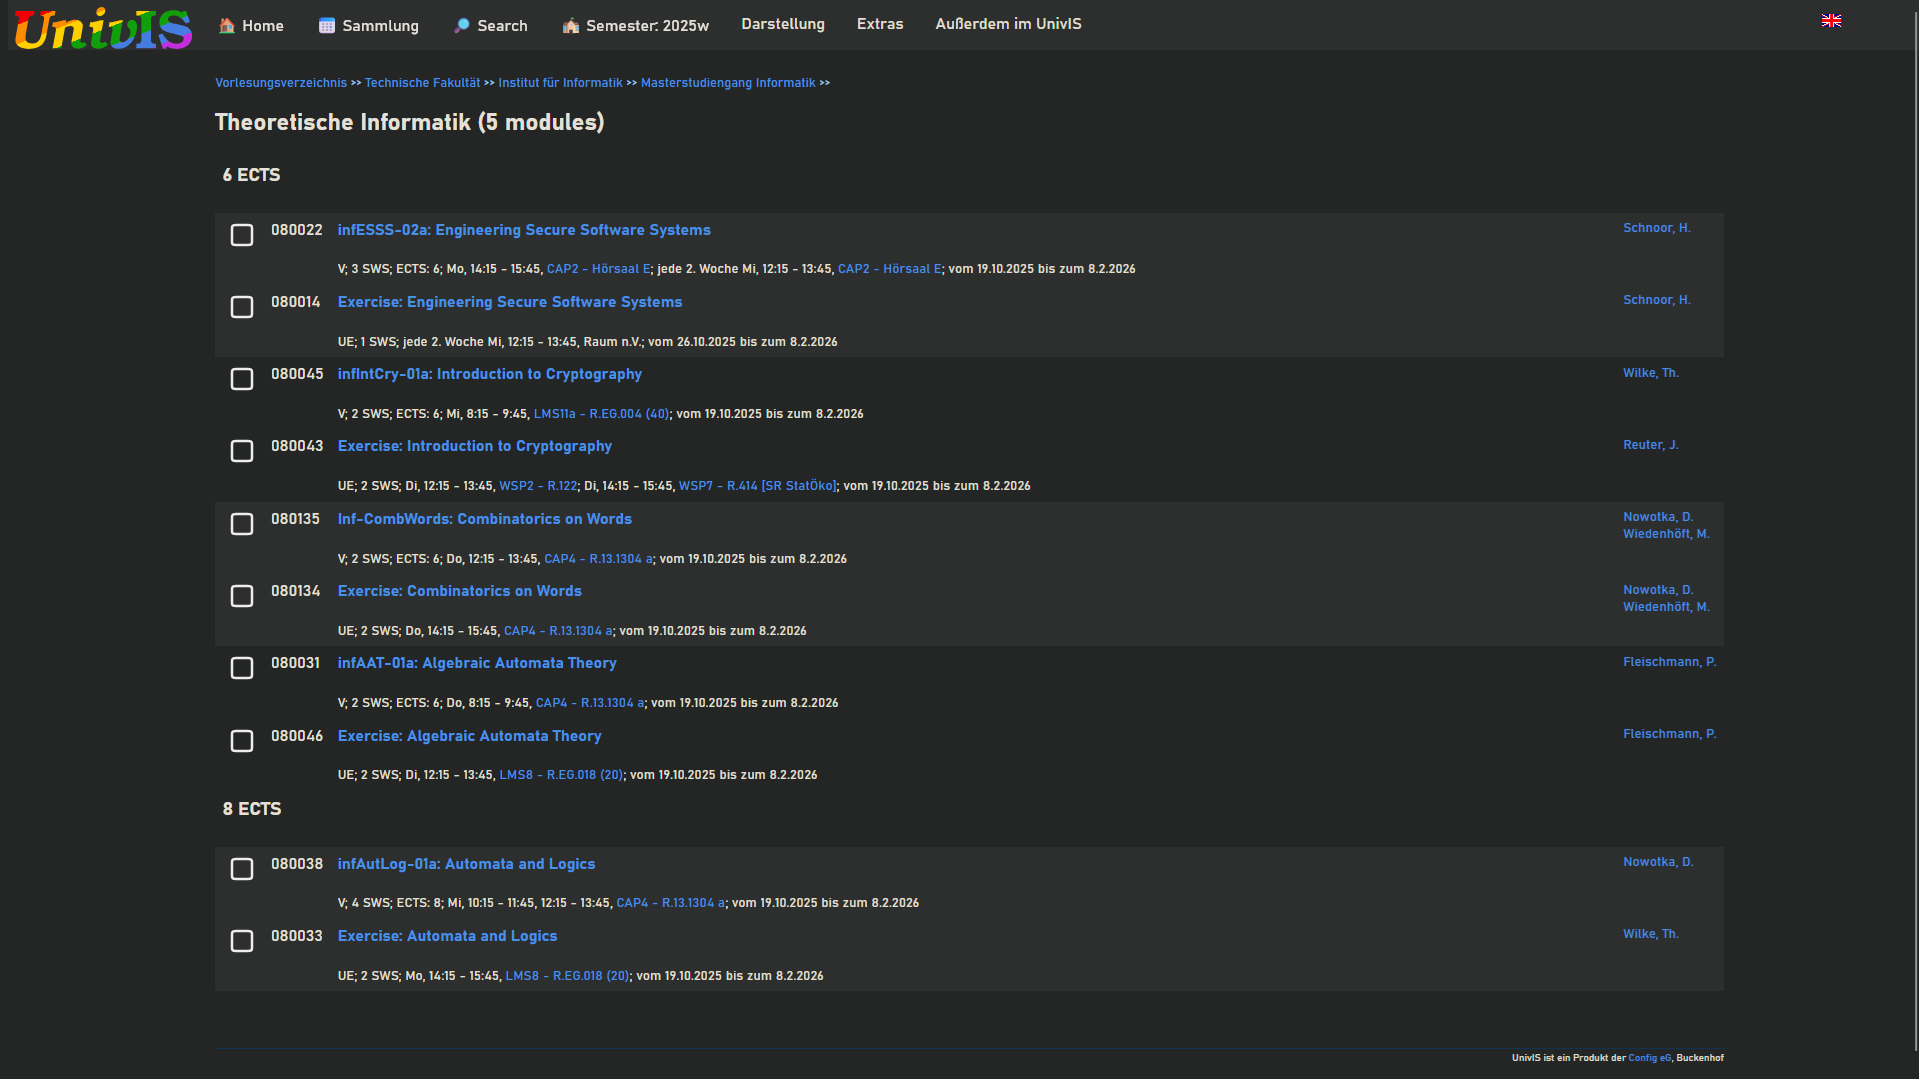 UnivIS Home Sammlung Search Semester: 2025w Darstellung Extras Außerdem im UnivIS
Vorlesungsverzeichnis >> Technische Fakultät >> Institut für Informatik >> Masterstudiengang Informatik >>
Theoretische Informatik (5 modules)
6 ECTS
080022 infESSS-02a: Engineering Secure Software Systems Schnoor, H.
V; 3 SWS; ECTS: 6; Mo, 14:15 - 15:45, CAP2 - Hörsaal E; jede 2. Woche Mi, 12:15 - 13:45, CAP2 - Hörsaal E; vom 19.10.2025 bis zum 8.2.2026
080014 Exercise: Engineering Secure Software Systems Schnoor, H.
UE; 1 SWS; jede 2. Woche Mi, 12:15 - 13:45, Raum n.V.; vom 26.10.2025 bis zum 8.2.2026
080045 infIntCry-01a: Introduction to Cryptography Wilke, Th.
V; 2 SWS; ECTS: 6; Mi, 8:15 - 9:45, LMS11a - R.EG.004 (40); vom 19.10.2025 bis zum 8.2.2026
080043 Exercise: Introduction to Cryptography Reuter, J.
UE; 2 SWS; Di, 12:15 - 13:45, WSP2 - R.122; Di, 14:15 - 15:45, WSP7 - R.414 [SR StatÖko]; vom 19.10.2025 bis zum 8.2.2026
080135 Inf-CombWords: Combinatorics on Words Nowotka, D.
Wiedenhöft, M.
V; 2 SWS; ECTS: 6; Do, 12:15 - 13:45, CAP4 - R.13.1304 a; vom 19.10.2025 bis zum 8.2.2026
080134 Exercise: Combinatorics on Words Nowotka, D.
Wiedenhöft, M.
UE; 2 SWS; Do, 14:15 - 15:45, CAP4 - R.13.1304 a; vom 19.10.2025 bis zum 8.2.2026
080031 infAAT-01a: Algebraic Automata Theory Fleischmann, P.
V; 2 SWS; ECTS: 6; Do, 8:15 - 9:45, CAP4 - R.13.1304 a; vom 19.10.2025 bis zum 8.2.2026
080046 Exercise: Algebraic Automata Theory Fleischmann, P.
UE; 2 SWS; Di, 12:15 - 13:45, LMS8 - R.EG.018 (20); vom 19.10.2025 bis zum 8.2.2026
8 ECTS
080038 infAutLog-01a: Automata and Logics Nowotka, D.
V; 4 SWS; ECTS: 8; Mi, 10:15 - 11:45, 12:15 - 13:45, CAP4 - R.13.1304 a; vom 19.10.2025 bis zum 8.2.2026
080033 Exercise: Automata and Logics Wilke, Th.
UE; 2 SWS; Mo, 14:15 - 15:45, LMS8 - R.EG.018 (20); vom 19.10.2025 bis zum 8.2.2026
UnivIS ist ein Produkt der Config eG, Buckenhof